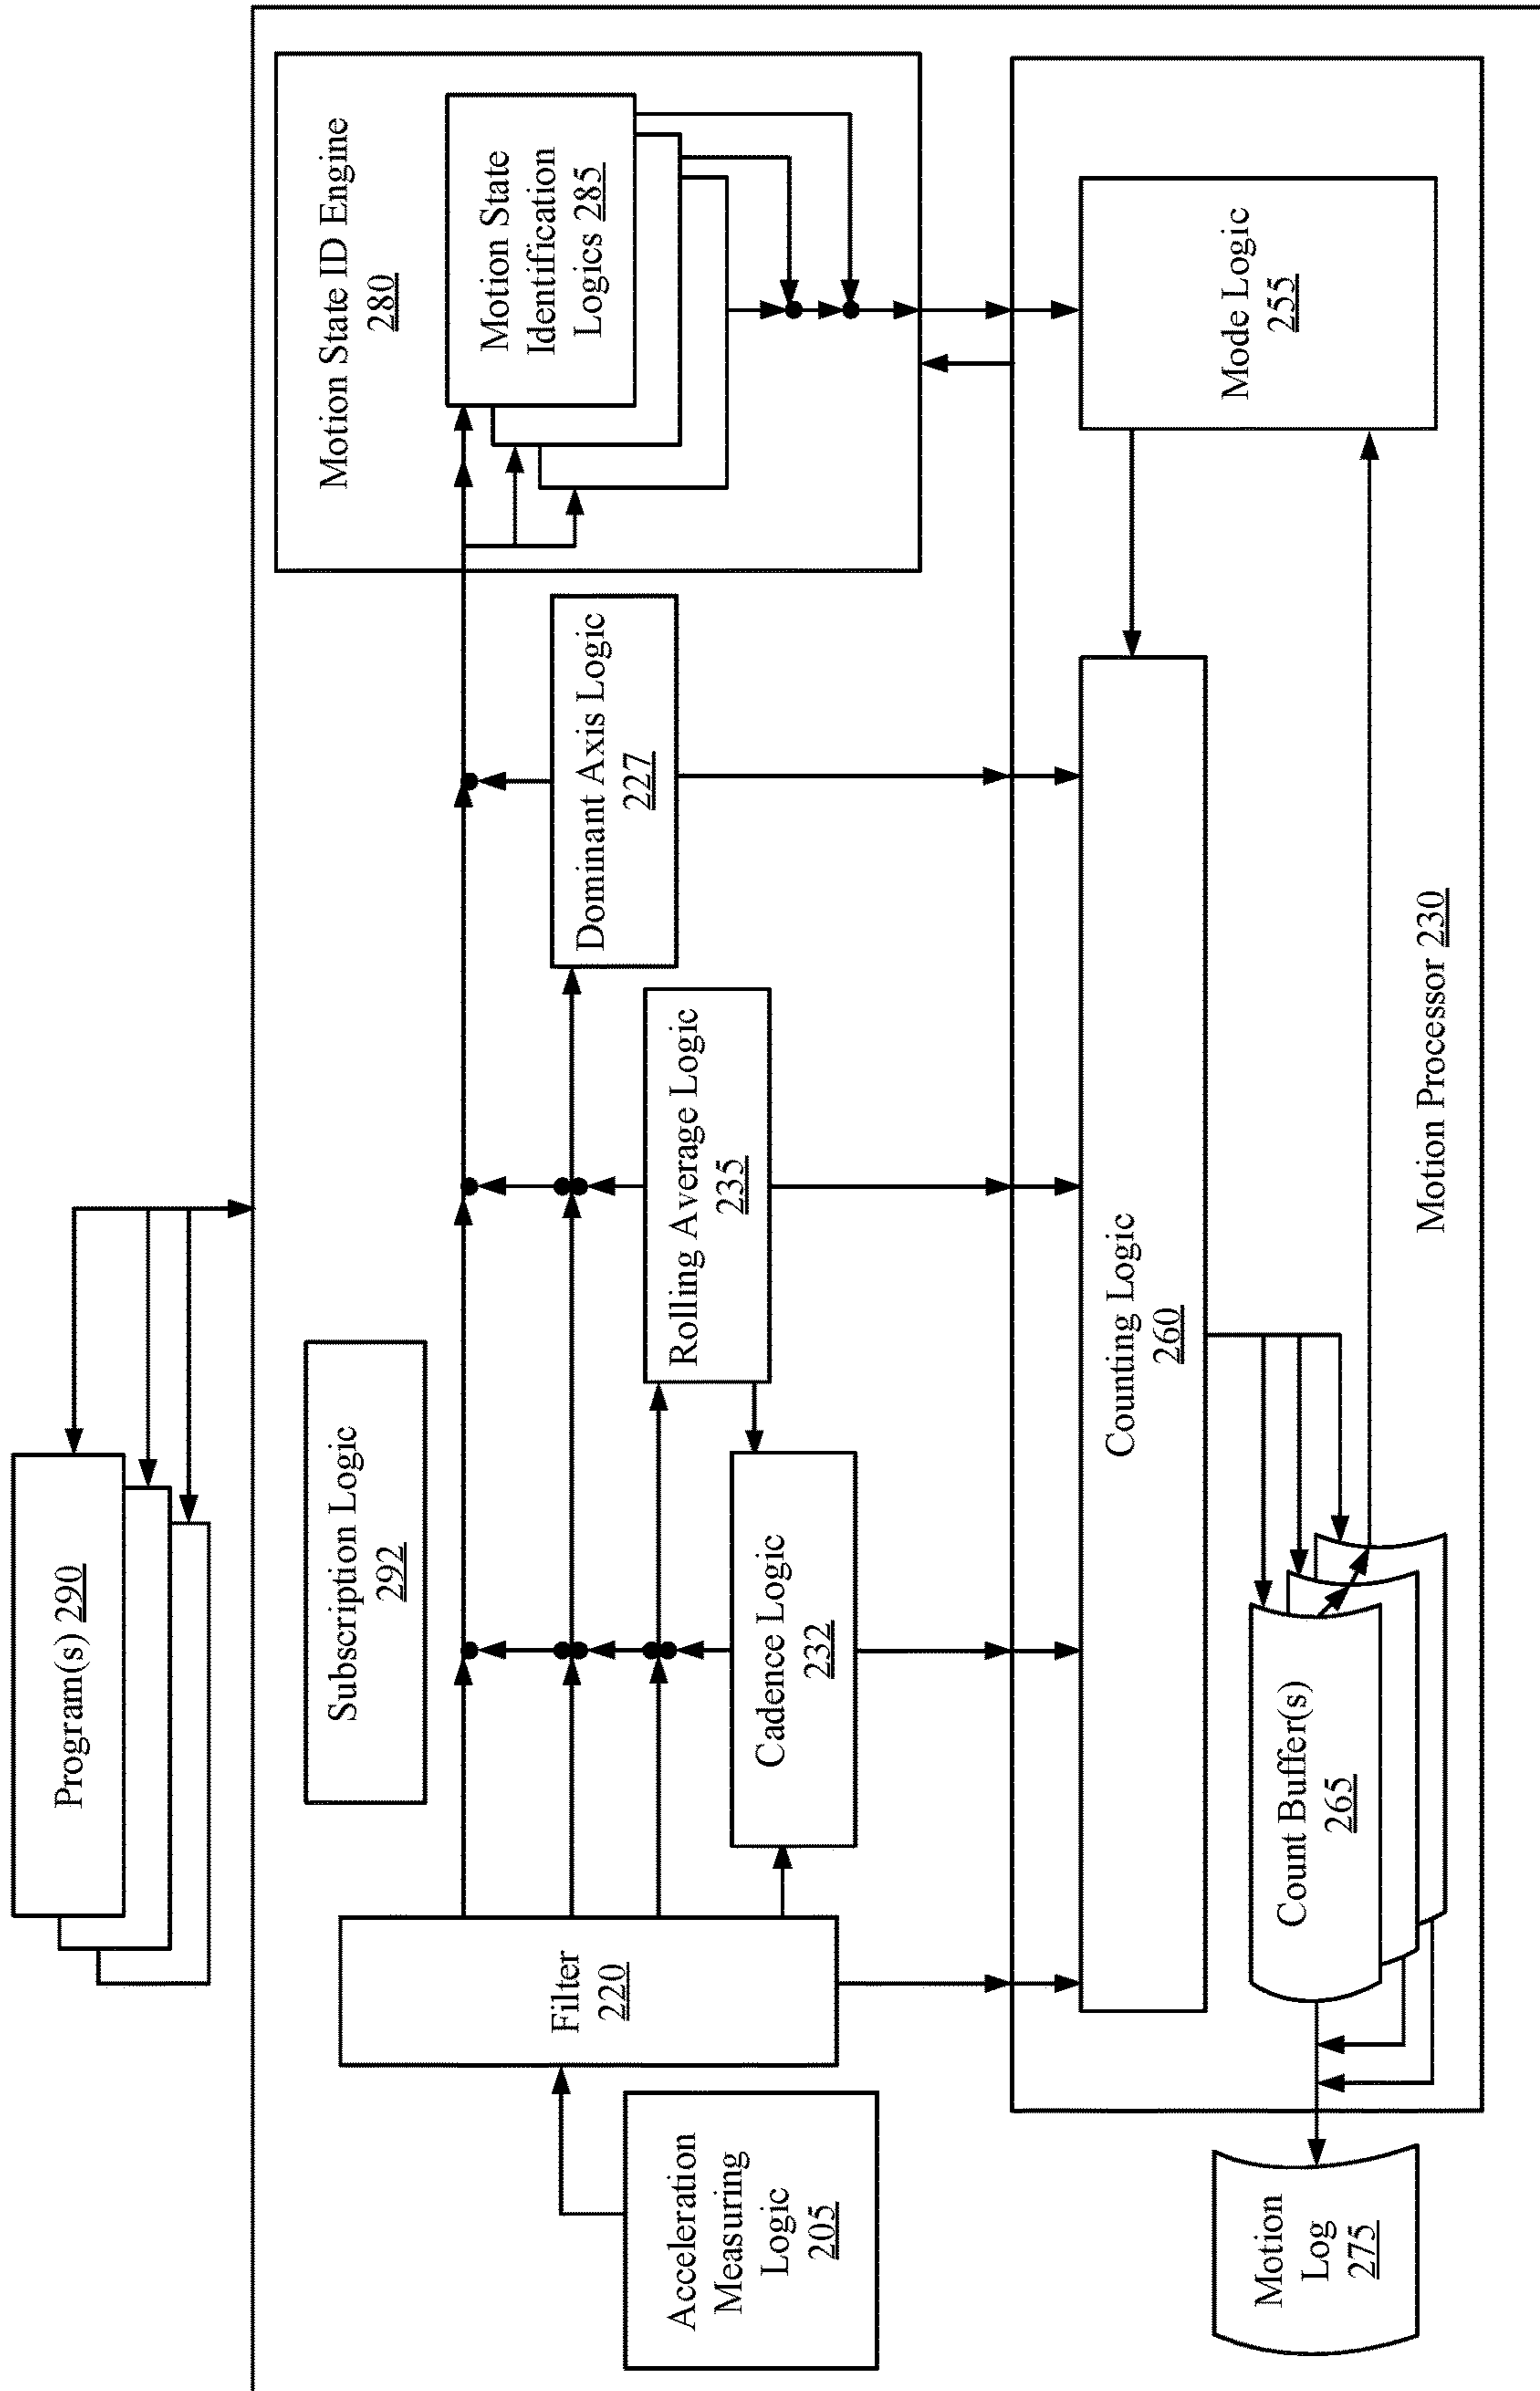 Program(s) 290
Subscription Logic
292
Motion State ID Engine
280
Motion State
Identification
Logics 285
Filter
220
Acceleration
Measuring
Logic
205
Dominant Axis Logic
227
Rolling Average Logic
235
Cadence Logic
232
Counting Logic
260
Mode Logic
255
Count Buffer(s)
265
Motion Processor 230
Motion
Log
275